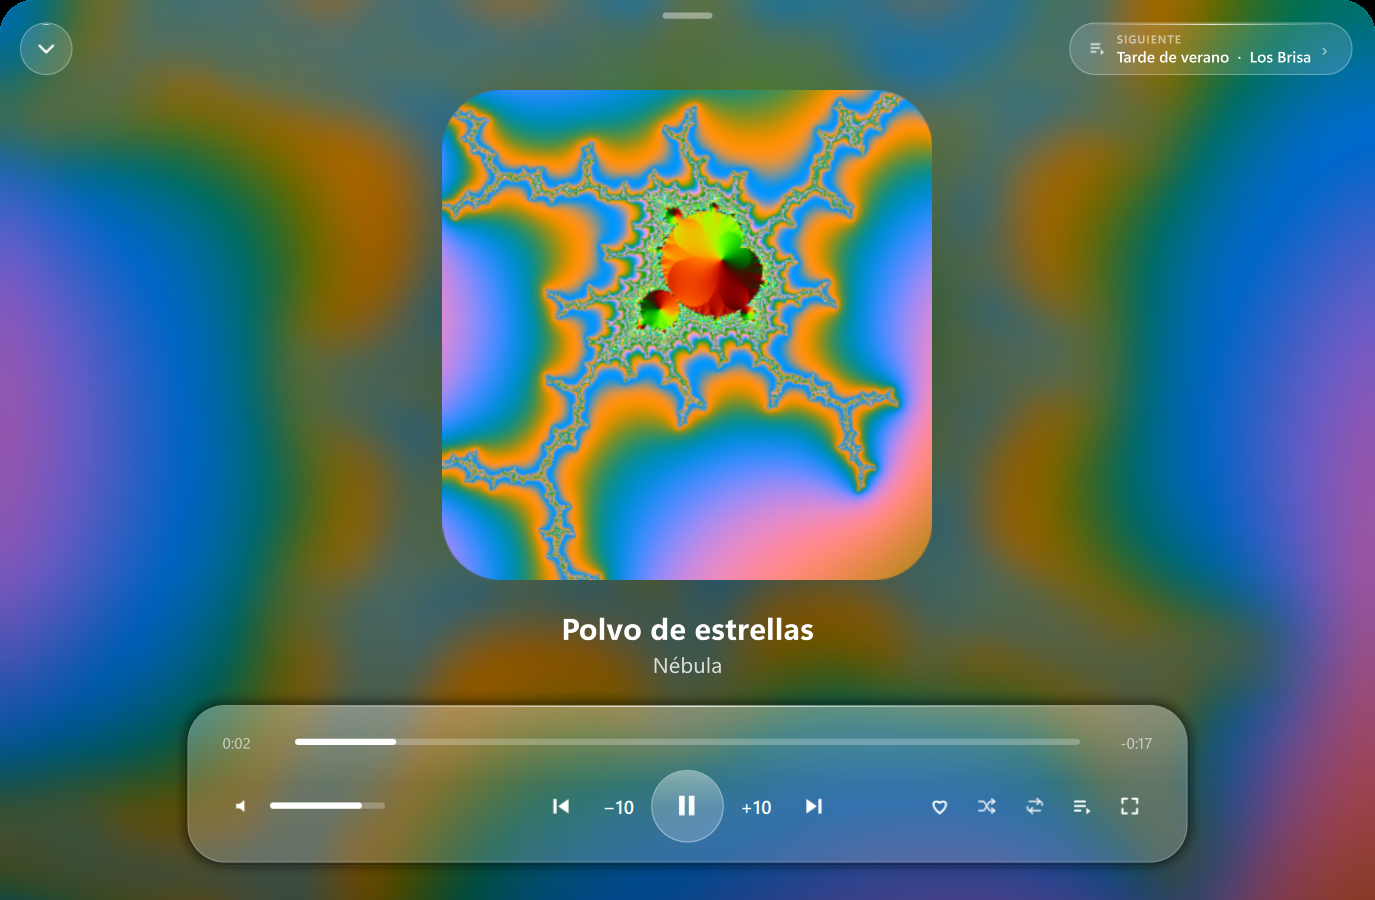 SIGUIENTE
Tarde de verano · Los Brisa
Polvo de estrellas
Nébula
0:02
-0:17
−10
+10